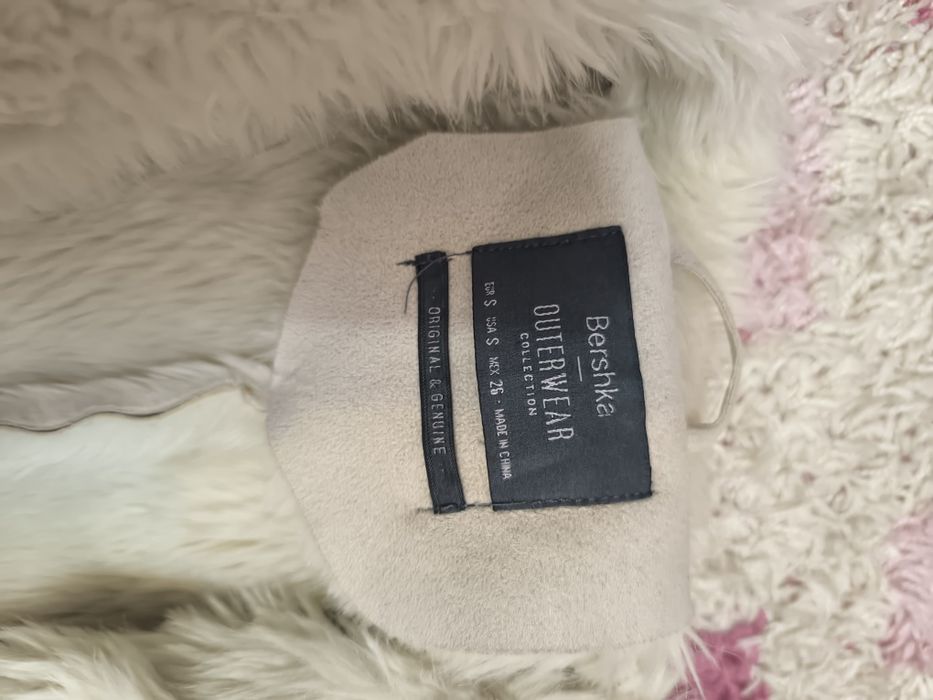 Bershka
OUTERWEAR
COLLECTION
EUR S USA S MEX 26 · MADE IN CHINA
· ORIGINAL & GENUINE ·